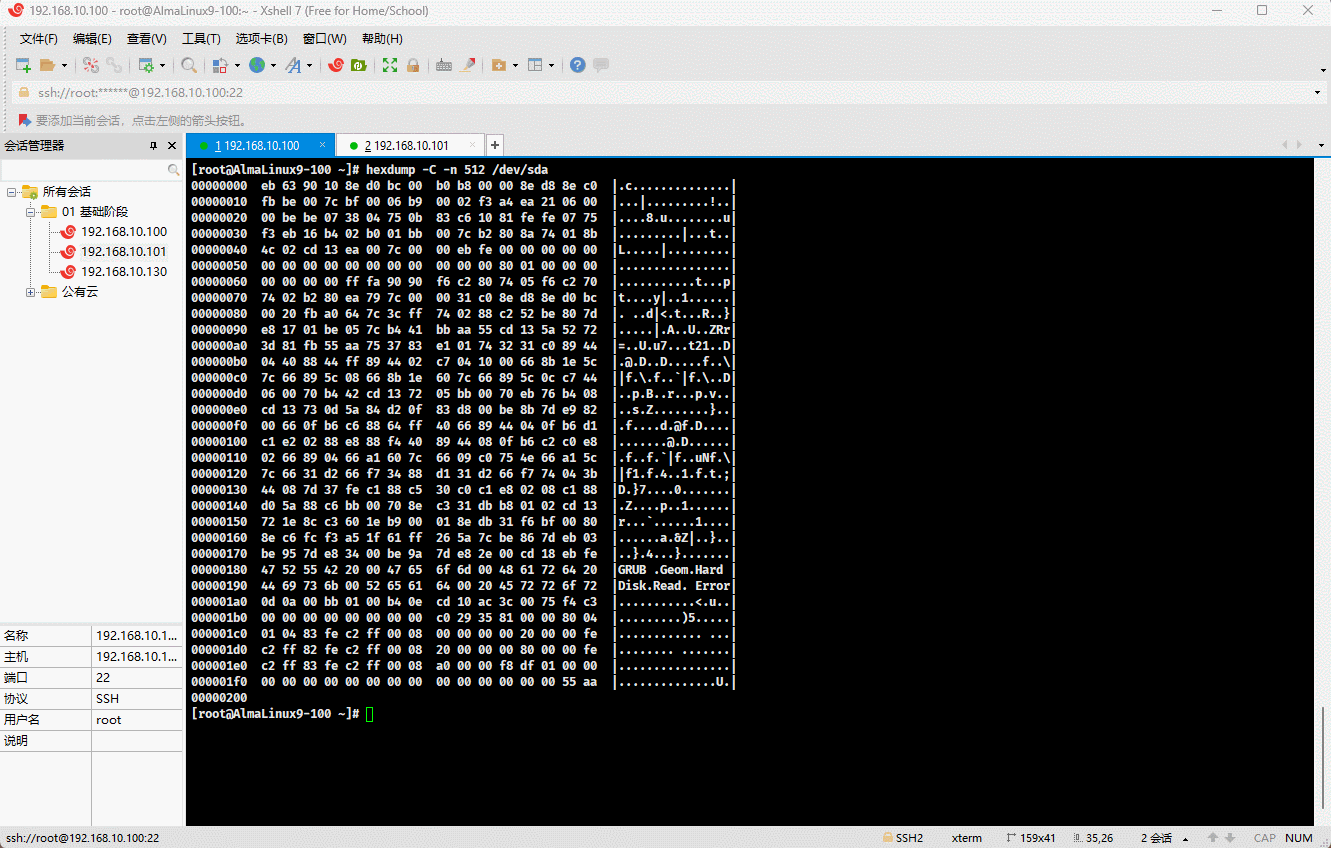 192.168.10.100 - root@AlmaLinux9-100:~ - Xshell 7 (Free for Home/School)
文件(F) 编辑(E) 查看(V) 工具(T) 选项卡(B) 窗口(W) 帮助(H)
ssh://root:******@192.168.10.100:22
要添加当前会话，点击左侧的箭头按钮。
会话管理器
1 192.168.10.100 × 2 192.168.10.101 × +
所有会话
01 基础阶段
192.168.10.100
192.168.10.101
192.168.10.130
公有云
[root@AlmaLinux9-100 ~]# hexdump -C -n 512 /dev/sda
00000000  eb 63 90 10 8e d0 bc 00  b0 b8 00 00 8e d8 8e c0  |.c..............|
00000010  fb be 00 7c bf 00 06 b9  00 02 f3 a4 ea 21 06 00  |...|.........!..|
00000020  00 be be 07 38 04 75 0b  83 c6 10 81 fe fe 07 75  |....8.u........u|
00000030  f3 eb 16 b4 02 b0 01 bb  00 7c b2 80 8a 74 01 8b  |.........|...t..|
00000040  4c 02 cd 13 ea 00 7c 00  00 eb fe 00 00 00 00 00  |L.....|.........|
00000050  00 00 00 00 00 00 00 00  00 00 00 80 01 00 00 00  |................|
00000060  00 00 00 00 ff fa 90 90  f6 c2 80 74 05 f6 c2 70  |...........t...p|
00000070  74 02 b2 80 ea 79 7c 00  00 31 c0 8e d8 8e d0 bc  |t....y|..1......|
00000080  00 20 fb a0 64 7c 3c ff  74 02 88 c2 52 be 80 7d  |. ..d|<.t...R..}|
00000090  e8 17 01 be 05 7c b4 41  bb aa 55 cd 13 5a 52 72  |.....|.A..U..ZRr|
000000a0  3d 81 fb 55 aa 75 37 83  e1 01 74 32 31 c0 89 44  |=..U.u7...t21..D|
000000b0  04 40 88 44 ff 89 44 02  c7 04 10 00 66 8b 1e 5c  |.@.D..D.....f..\|
000000c0  7c 66 89 5c 08 66 8b 1e  60 7c 66 89 5c 0c c7 44  ||f.\.f..`|f.\..D|
000000d0  06 00 70 b4 42 cd 13 72  05 bb 00 70 eb 76 b4 08  |..p.B..r...p.v..|
000000e0  cd 13 73 0d 5a 84 d2 0f  83 d8 00 be 8b 7d e9 82  |..s.Z........}..|
000000f0  00 66 0f b6 c6 88 64 ff  40 66 89 44 04 0f b6 d1  |.f....d.@f.D....|
00000100  c1 e2 02 88 e8 88 f4 40  89 44 08 0f b6 c2 c0 e8  |.......@.D......|
00000110  02 66 89 04 66 a1 60 7c  66 09 c0 75 4e 66 a1 5c  |.f..f.`|f..uNf.\|
00000120  7c 66 31 d2 66 f7 34 88  d1 31 d2 66 f7 74 04 3b  ||f1.f.4..1.f.t.;|
00000130  44 08 7d 37 fe c1 88 c5  30 c0 c1 e8 02 08 c1 88  |D.}7....0.......|
00000140  d0 5a 88 c6 bb 00 70 8e  c3 31 db b8 01 02 cd 13  |.Z....p..1......|
00000150  72 1e 8c c3 60 1e b9 00  01 8e db 31 f6 bf 00 80  |r...`......1....|
00000160  8e c6 fc f3 a5 1f 61 ff  26 5a 7c be 86 7d eb 03  |......a.&Z|..}..|
00000170  be 95 7d e8 34 00 be 9a  7d e8 2e 00 cd 18 eb fe  |..}.4...}.......|
00000180  47 52 55 42 20 00 47 65  6f 6d 00 48 61 72 64 20  |GRUB .Geom.Hard |
00000190  44 69 73 6b 00 52 65 61  64 00 20 45 72 72 6f 72  |Disk.Read. Error|
000001a0  0d 0a 00 bb 01 00 b4 0e  cd 10 ac 3c 00 75 f4 c3  |...........<.u..|
000001b0  00 00 00 00 00 00 00 00  c0 29 35 81 00 00 80 04  |.........)5.....|
000001c0  01 04 83 fe c2 ff 00 08  00 00 00 00 20 00 00 fe  |............ ...|
000001d0  c2 ff 82 fe c2 ff 00 08  20 00 00 00 80 00 00 fe  |........ .......|
000001e0  c2 ff 83 fe c2 ff 00 08  a0 00 00 f8 df 01 00 00  |................|
000001f0  00 00 00 00 00 00 00 00  00 00 00 00 00 00 55 aa  |..............U.|
00000200
[root@AlmaLinux9-100 ~]#
名称 192.168.10.1...
主机 192.168.10.1...
端口 22
协议 SSH
用户名 root
说明
ssh://root@192.168.10.100:22 SSH2 xterm 159x41 35,26 2 会话 CAP NUM